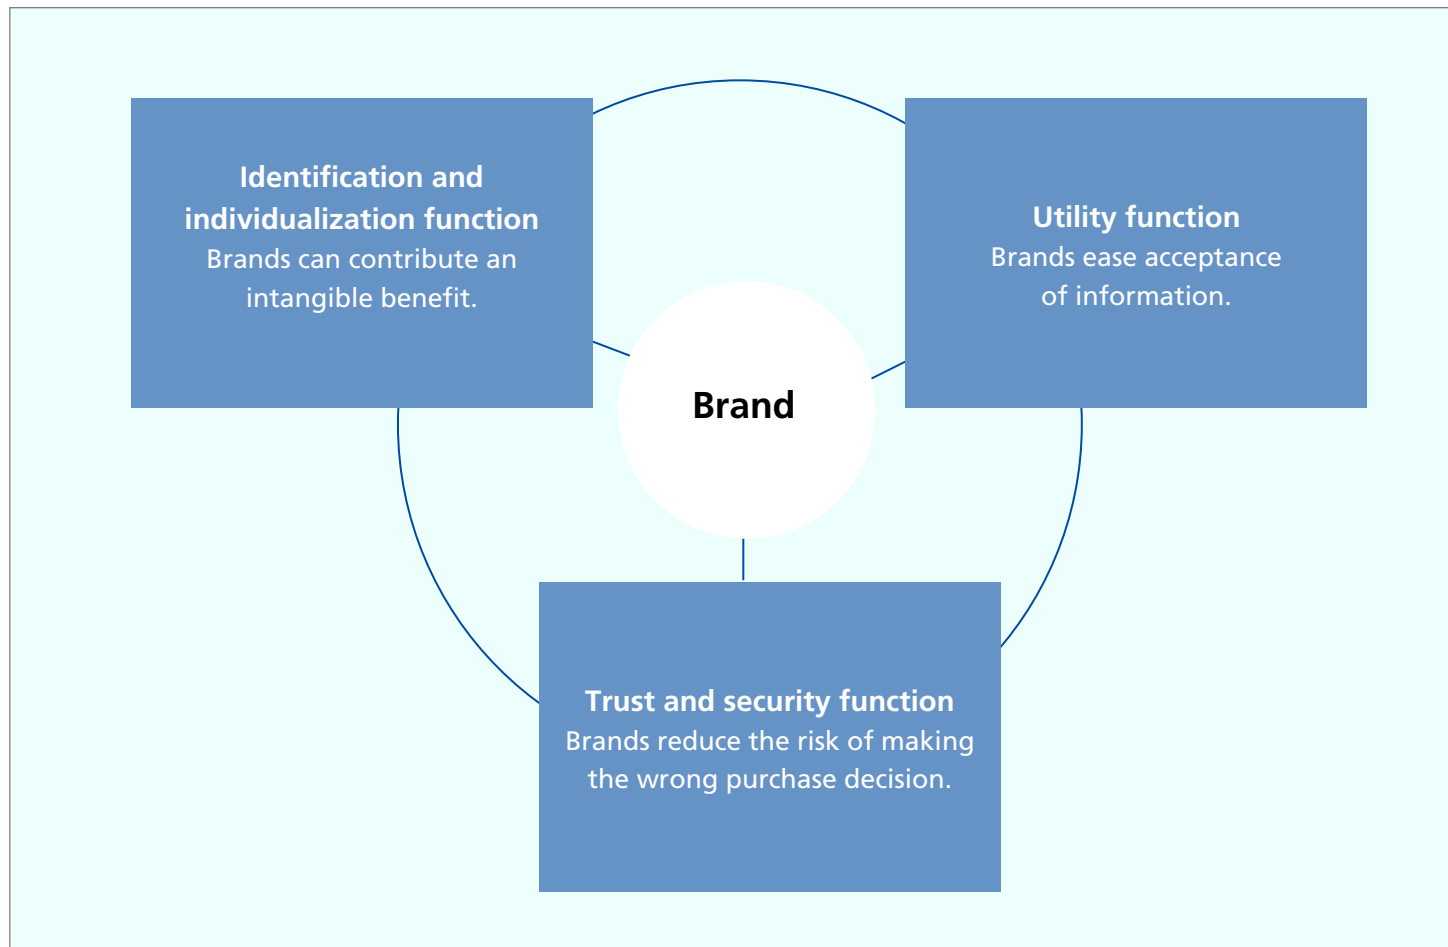 Identification and
individualization function
Brands can contribute an
intangible benefit.
Utility function
Brands ease acceptance
of information.
Brand
Trust and security function
Brands reduce the risk of making
the wrong purchase decision.